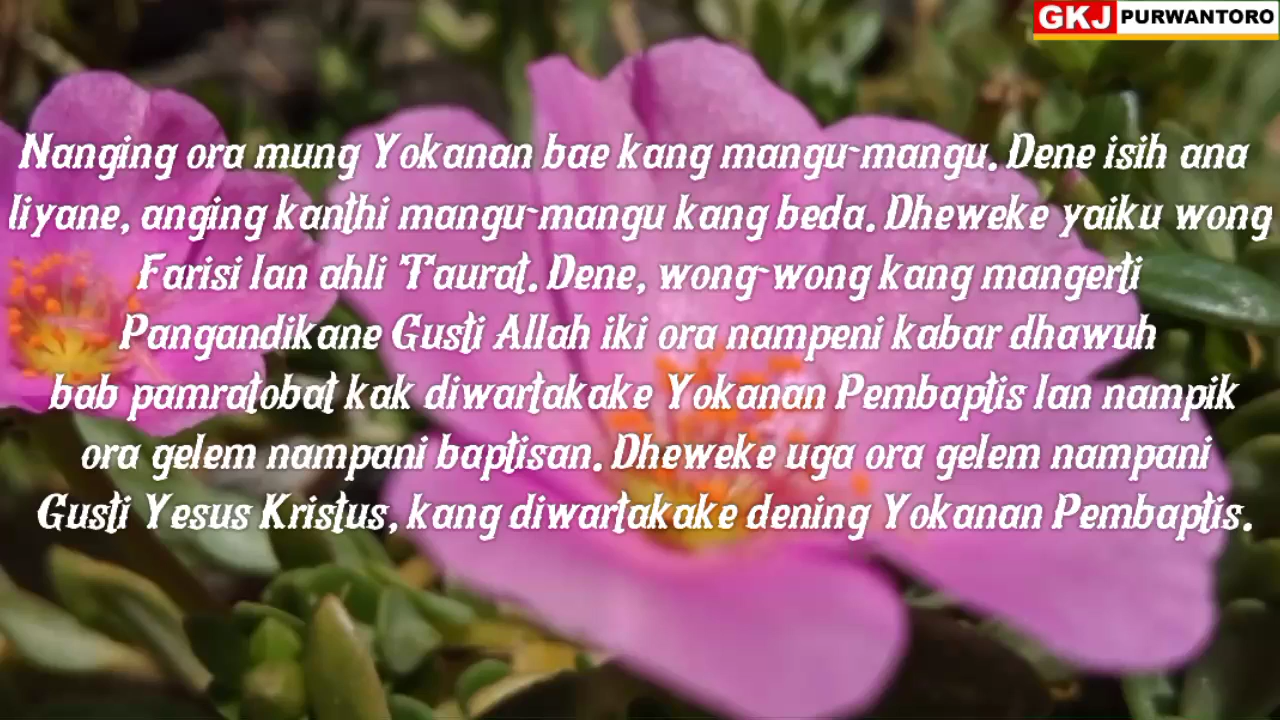 GKJ PURWANTORO
Nanging ora mung Yokanan bae kang mangu-mangu. Dene isih ana
liyane, anging kanthi mangu-mangu kang beda. Dheweke yaiku wong
Farisi lan ahli Taurat. Dene, wong-wong kang mangerti
Pangandikane Gusti Allah iki ora nampeni kabar dhawuh
bab pamratobat kak diwartakake Yokanan Pembaptis lan nampik
ora gelem nampani baptisan. Dheweke uga ora gelem nampani
Gusti Yesus Kristus, kang diwartakake dening Yokanan Pembaptis.